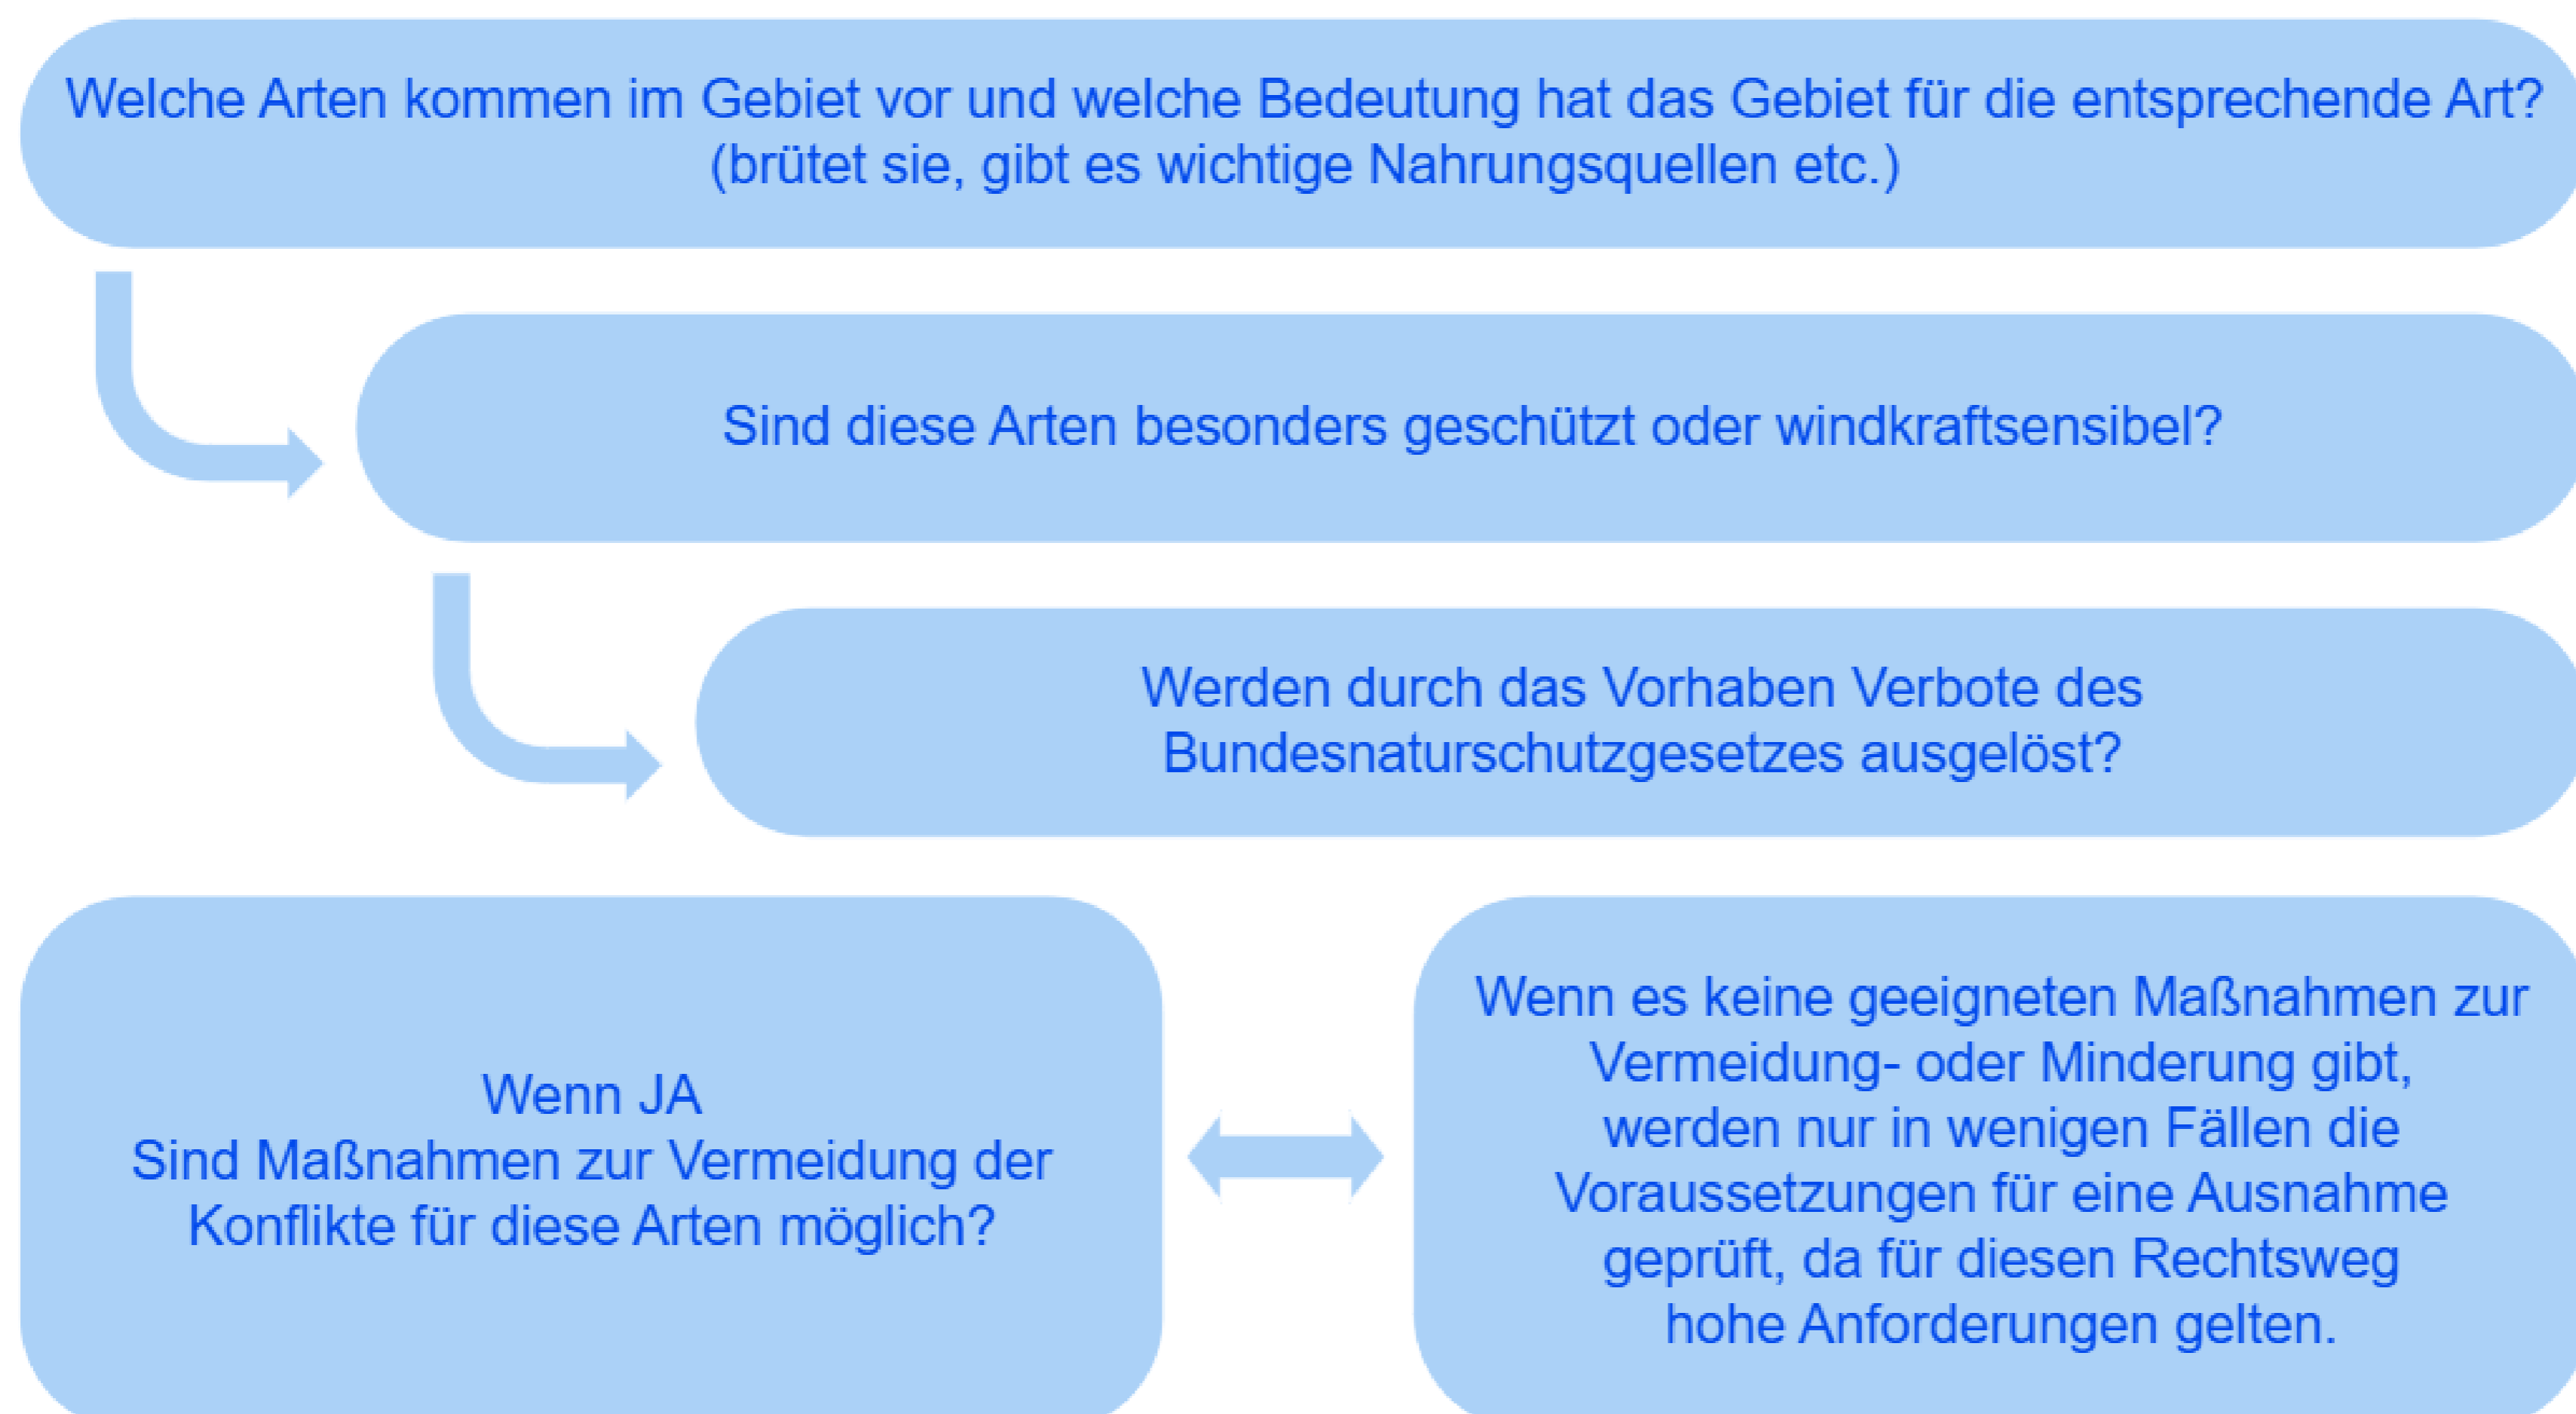 Welche Arten kommen im Gebiet vor und welche Bedeutung hat das Gebiet für die entsprechende Art?
(brütet sie, gibt es wichtige Nahrungsquellen etc.)
Sind diese Arten besonders geschützt oder windkraftsensibel?
Werden durch das Vorhaben Verbote des
Bundesnaturschutzgesetzes ausgelöst?
Wenn JA
Sind Maßnahmen zur Vermeidung der
Konflikte für diese Arten möglich?
Wenn es keine geeigneten Maßnahmen zur
Vermeidung- oder Minderung gibt,
werden nur in wenigen Fällen die
Voraussetzungen für eine Ausnahme
geprüft, da für diesen Rechtsweg
hohe Anforderungen gelten.